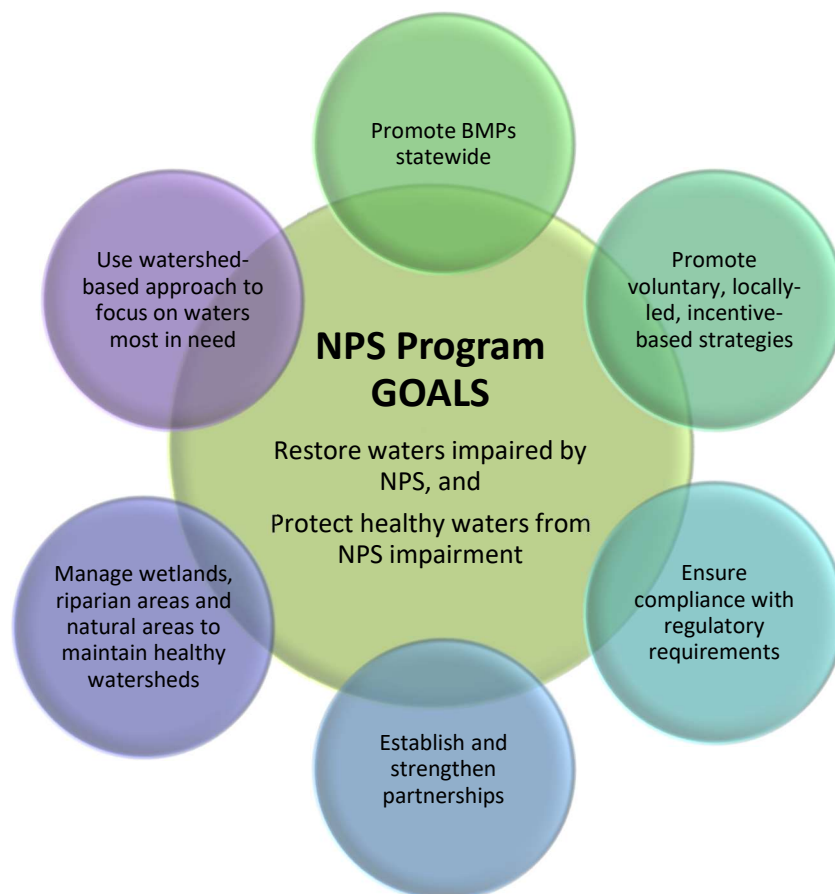 Promote BMPs
statewide
Use watershed-
based approach to
focus on waters
most in need
Promote
voluntary, locally-
led, incentive-
based strategies
NPS Program
GOALS
Restore waters impaired by
NPS, and
Protect healthy waters from
NPS impairment
Manage wetlands,
riparian areas and
natural areas to
maintain healthy
watersheds
Ensure
compliance with
regulatory
requirements
Establish and
strengthen
partnerships